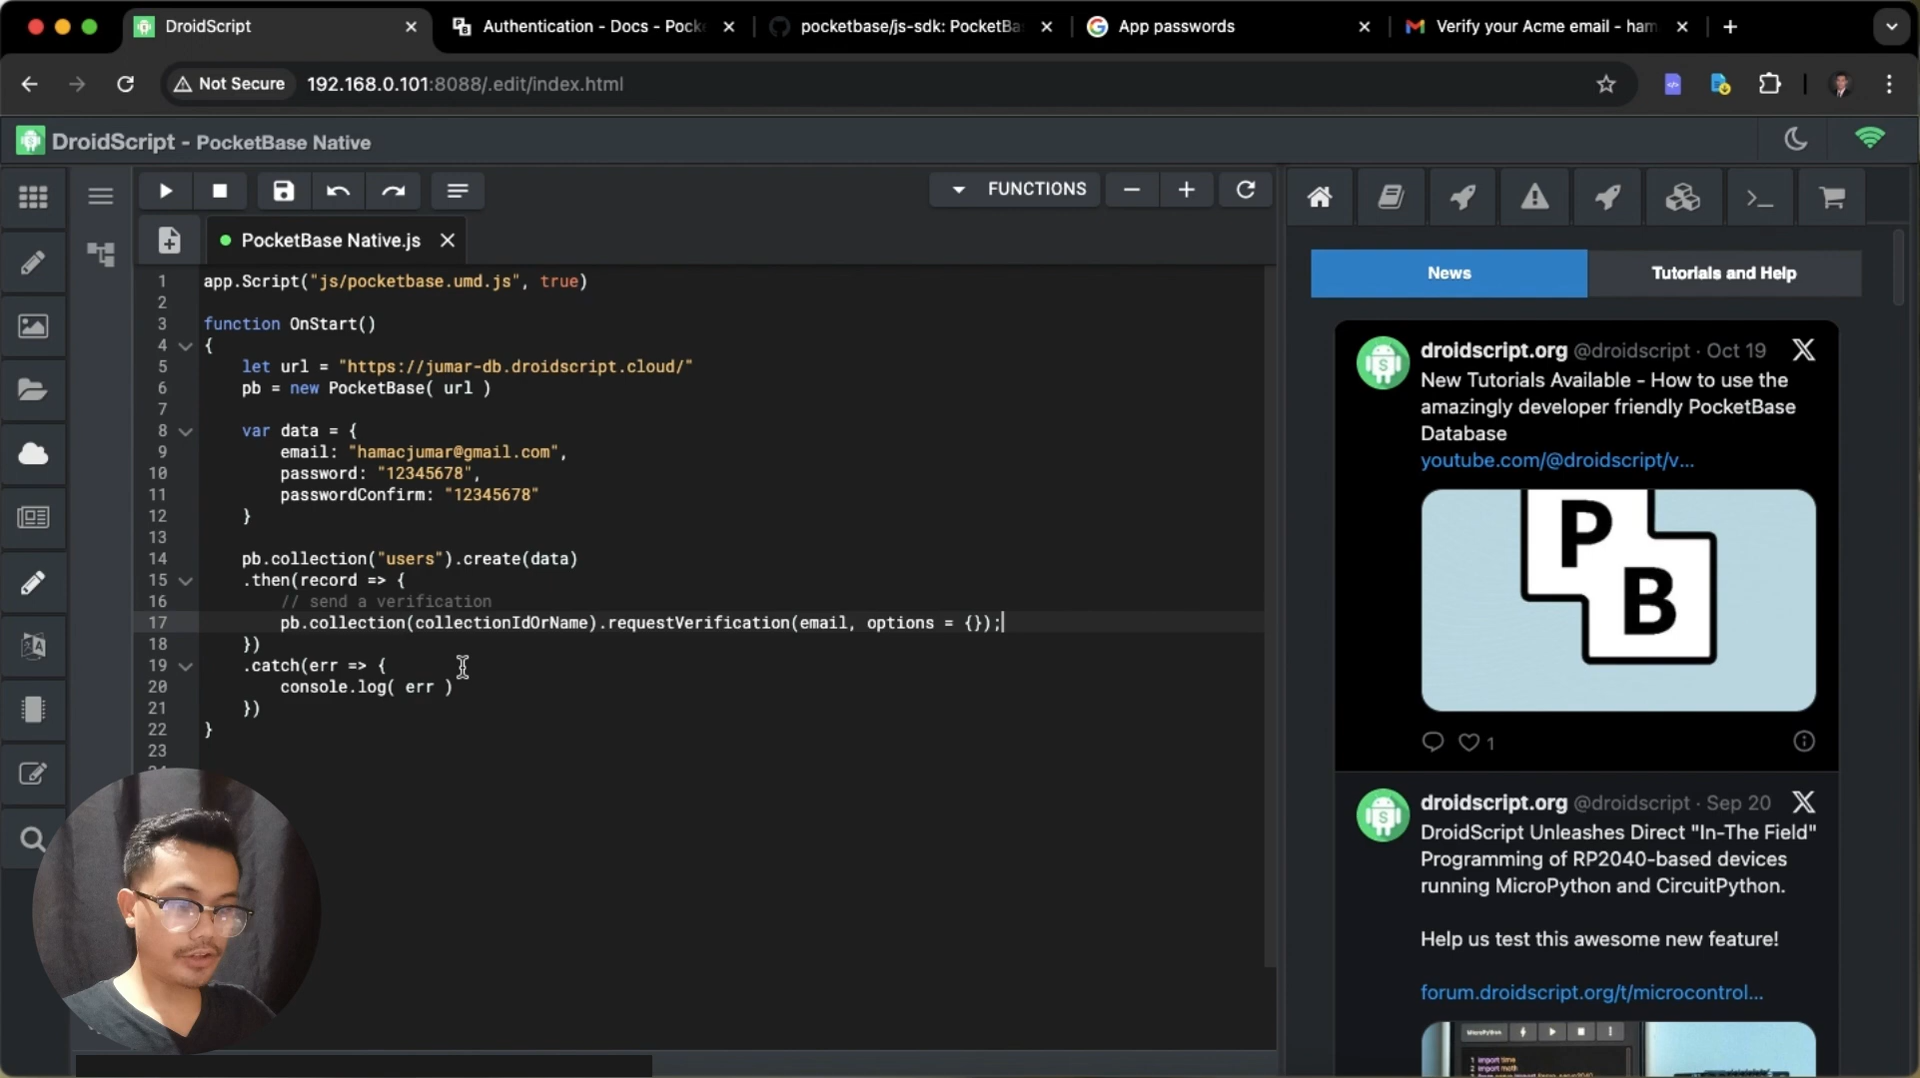 DroidScript
Authentication - Docs - Pocke
pocketbase/js-sdk: PocketBa
App passwords
Verify your Acme email - ham
Not Secure
192.168.0.101:8088/.edit/index.html
DroidScript - PocketBase Native
FUNCTIONS
PocketBase Native.js
1 app.Script("js/pocketbase.umd.js", true)
2
3 function OnStart()
4 {
5 let url = "https://jumar-db.droidscript.cloud/"
6 pb = new PocketBase( url )
7
8 var data = {
9 email: "hamacjumar@gmail.com",
10 password: "12345678",
11 passwordConfirm: "12345678"
12 }
13
14 pb.collection("users").create(data)
15 .then(record => {
16 // send a verification
17 pb.collection(collectionIdOrName).requestVerification(email, options = {});
18 })
19 .catch(err => {
20 console.log( err )
21 })
22 }
23
News
Tutorials and Help
droidscript.org @droidscript · Oct 19
New Tutorials Available - How to use the
amazingly developer friendly PocketBase
Database
youtube.com/@droidscript/v...
P
B
1
droidscript.org @droidscript · Sep 20
DroidScript Unleashes Direct "In-The Field"
Programming of RP2040-based devices
running MicroPython and CircuitPython.
Help us test this awesome new feature!
forum.droidscript.org/t/microcontrol...
MicroPython
1 import time
2 import math